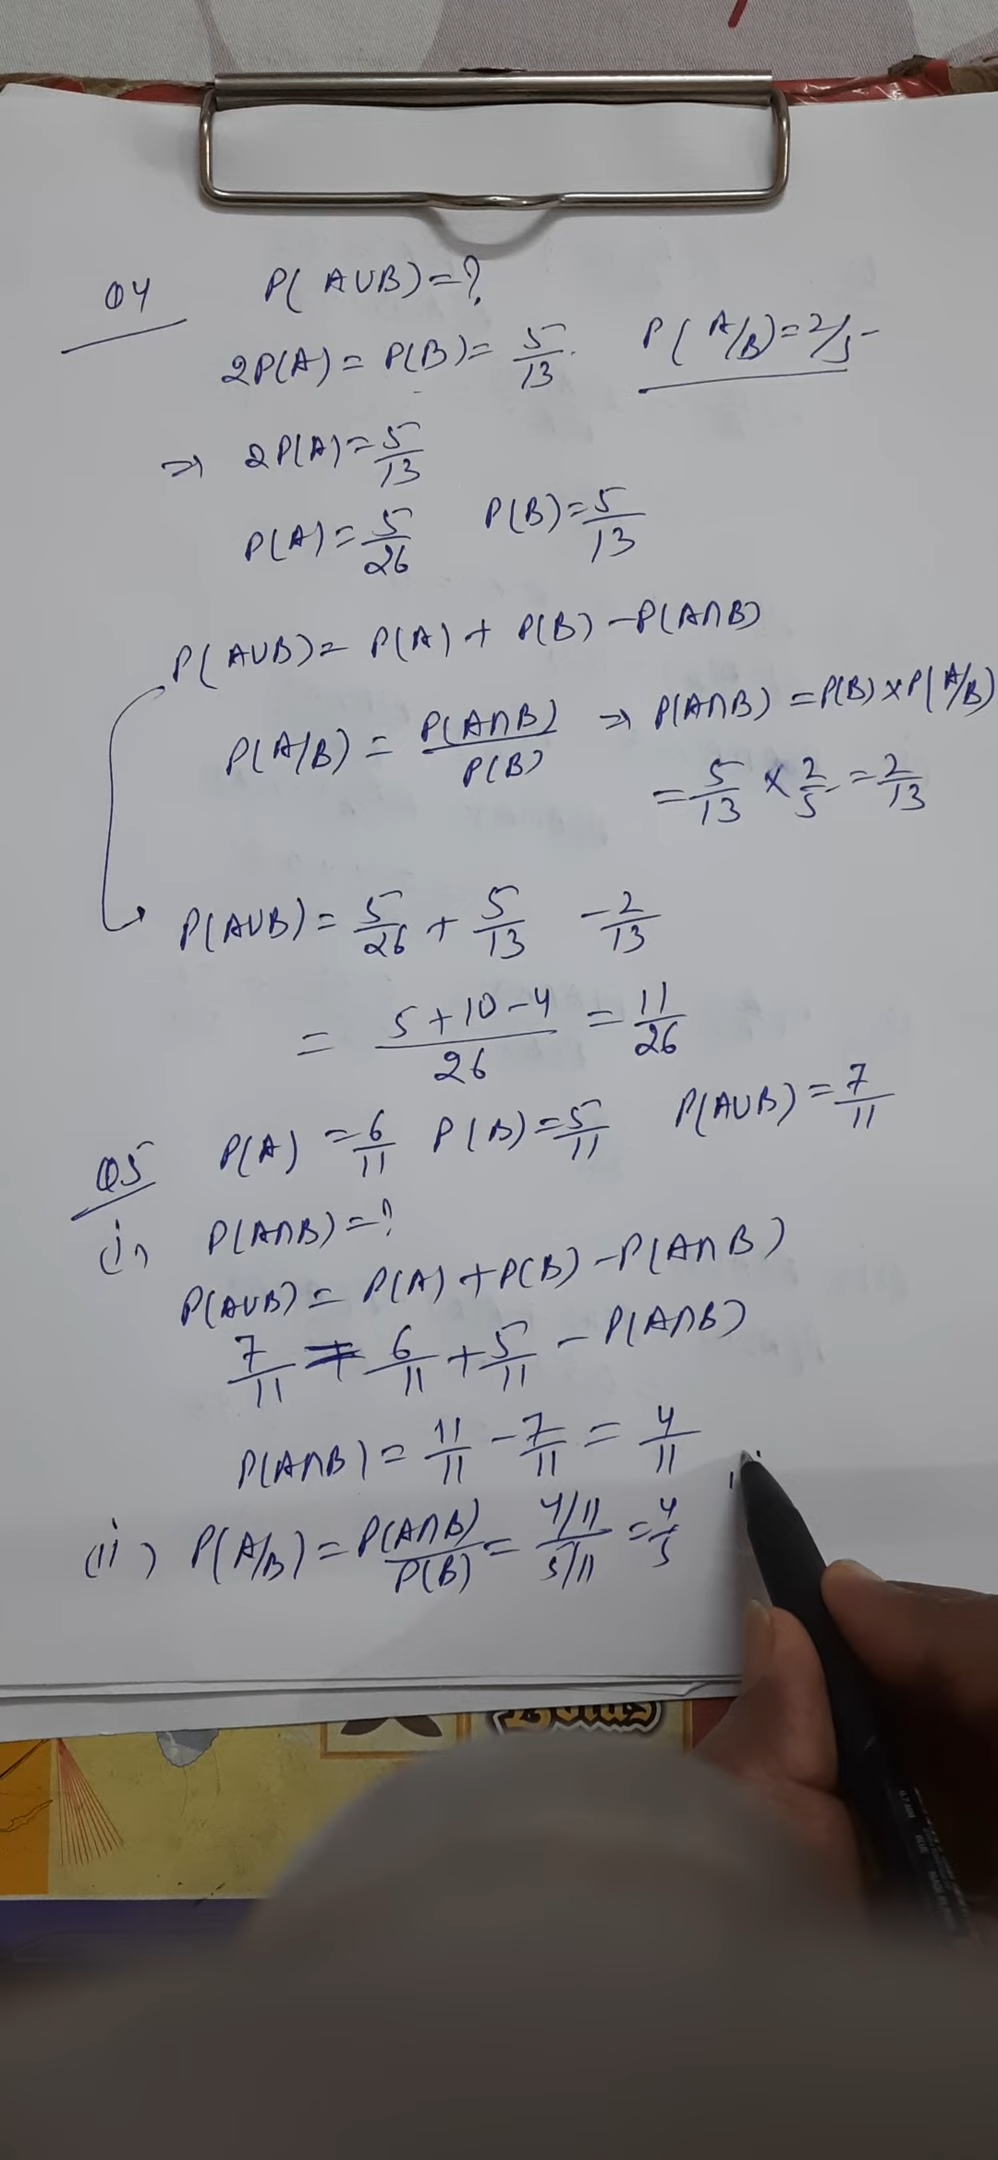 Q4 P(A∪B)=?
2P(A)=P(B)=5/13. P(A/B)=2/5
⇒ 2P(A)=5/13
P(A)=5/26 P(B)=5/13
P(A∪B)=P(A)+P(B)-P(A∩B)
P(A/B)=P(A∩B)/P(B) ⇒ P(A∩B)=P(B)×P(A/B)
=5/13×2/5=2/13
P(A∪B)=5/26+5/13-2/13
=(5+10-4)/26=11/26
Q5 P(A)=6/11 P(B)=5/11 P(A∪B)=7/11
(i) P(A∩B)=?
P(A∪B)=P(A)+P(B)-P(A∩B)
7/11=6/11+5/11-P(A∩B)
P(A∩B)=11/11-7/11=4/11
(ii) P(A/B)=P(A∩B)/P(B)=(4/11)/(5/11)=4/5